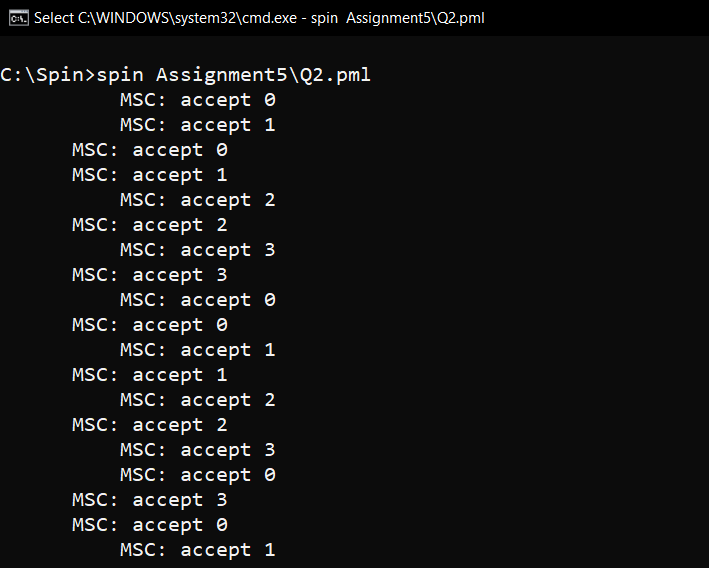 Select C:\WINDOWS\system32\cmd.exe - spin  Assignment5\Q2.pml
C:\Spin>spin Assignment5\Q2.pml
MSC: accept 0
MSC: accept 1
MSC: accept 0
MSC: accept 1
MSC: accept 2
MSC: accept 2
MSC: accept 3
MSC: accept 3
MSC: accept 0
MSC: accept 0
MSC: accept 1
MSC: accept 1
MSC: accept 2
MSC: accept 2
MSC: accept 3
MSC: accept 0
MSC: accept 3
MSC: accept 0
MSC: accept 1